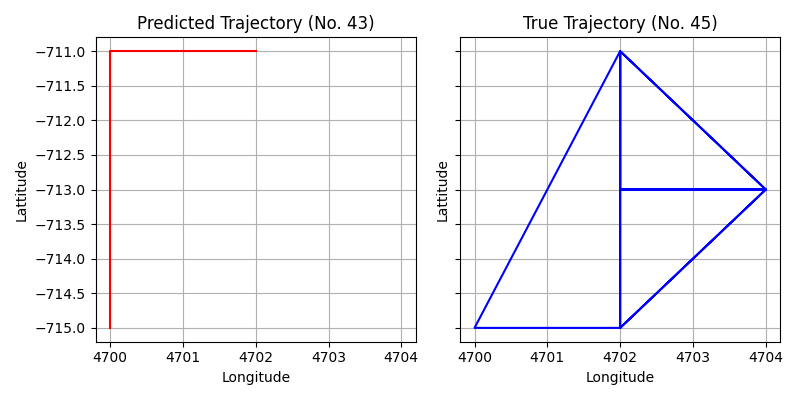 Predicted Trajectory (No. 43)
−711.0
−711.5
−712.0
−712.5
−713.0
−713.5
−714.0
−714.5
−715.0
Lattitude
4700 4701 4702 4703 4704
Longitude
True Trajectory (No. 45)
Lattitude
4700 4701 4702 4703 4704
Longitude